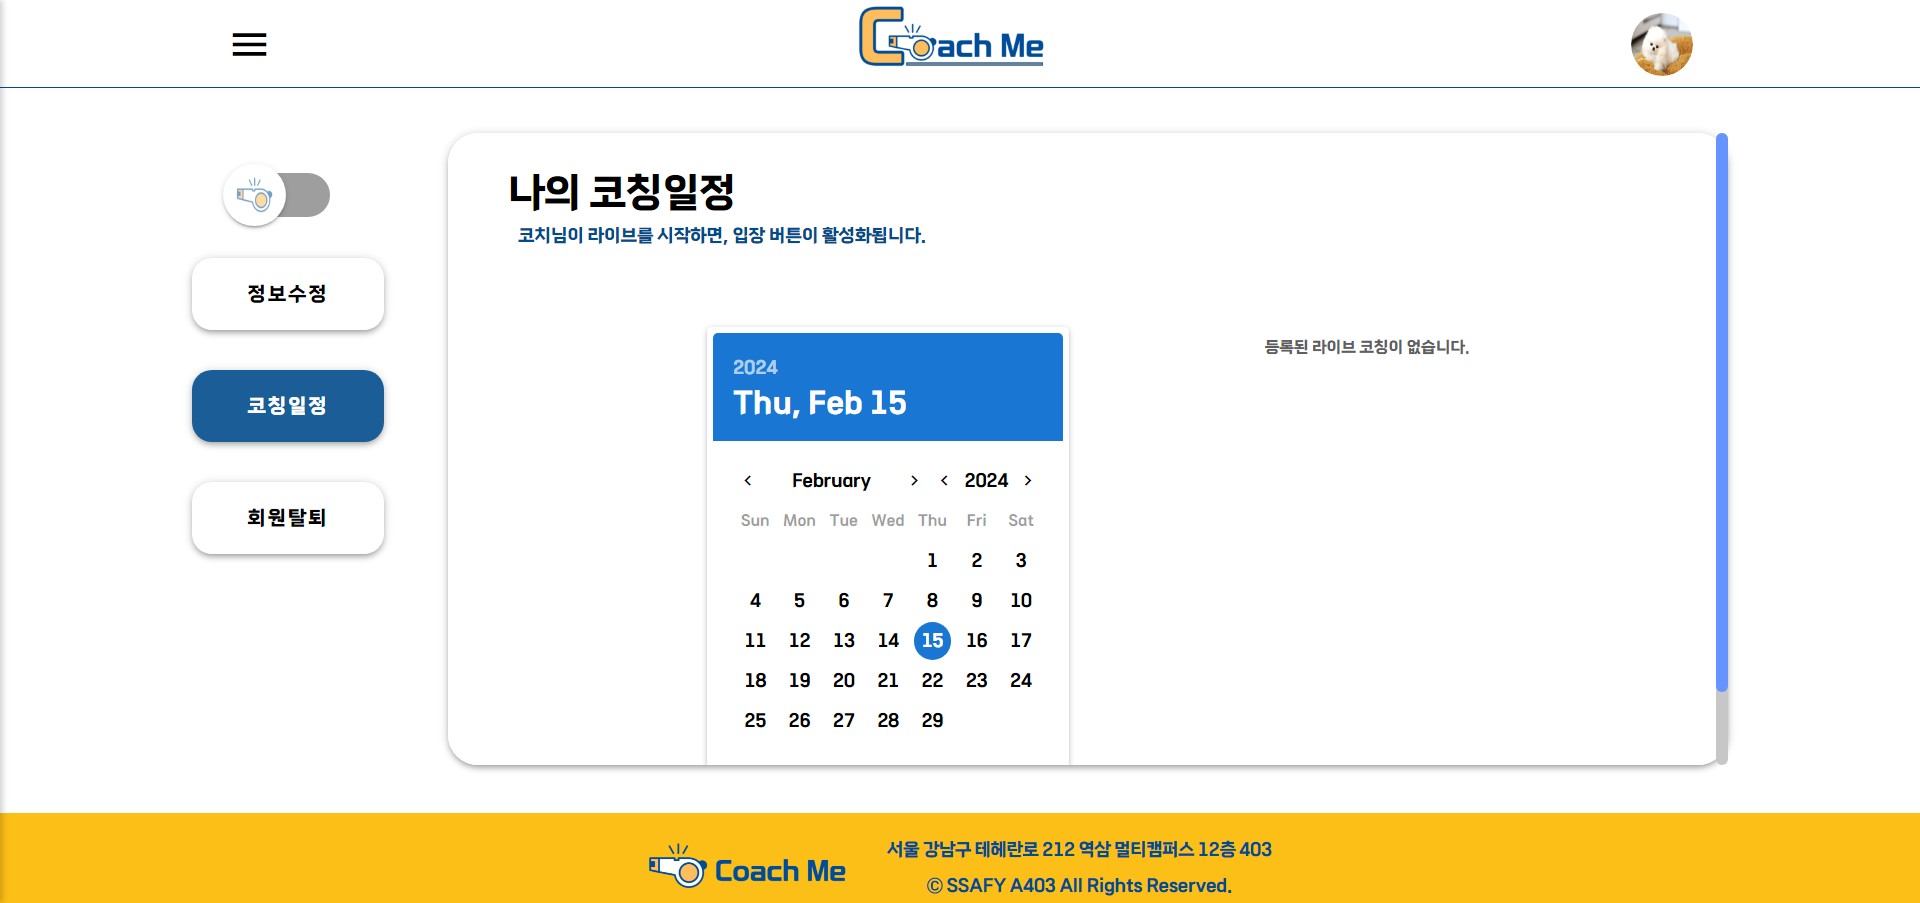 Coach Me
나의 코칭일정
코치님이 라이브를 시작하면, 입장 버튼이 활성화됩니다.
정보수정
코칭일정
회원탈퇴
2024
Thu, Feb 15
February 2024
Sun Mon Tue Wed Thu Fri Sat
1 2 3
4 5 6 7 8 9 10
11 12 13 14 15 16 17
18 19 20 21 22 23 24
25 26 27 28 29
등록된 라이브 코칭이 없습니다.
Coach Me
서울 강남구 테헤란로 212 역삼 멀티캠퍼스 12층 403
© SSAFY A403 All Rights Reserved.